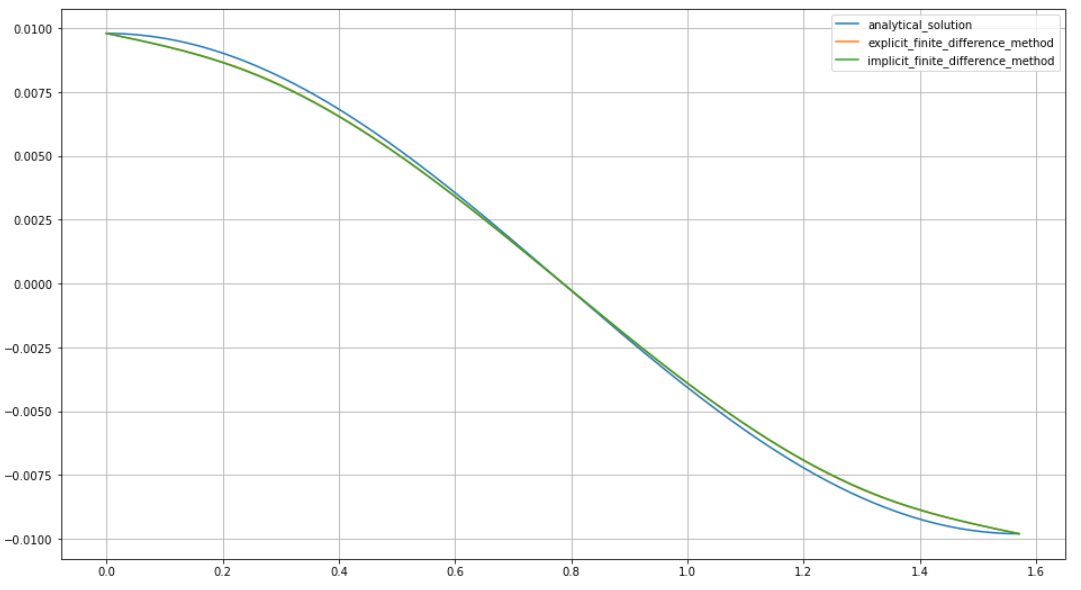 0.0100
0.0075
0.0050
0.0025
0.0000
−0.0025
−0.0050
−0.0075
−0.0100
analytical_solution
explicit_finite_difference_method
implicit_finite_difference_method
0.0 0.2 0.4 0.6 0.8 1.0 1.2 1.4 1.6